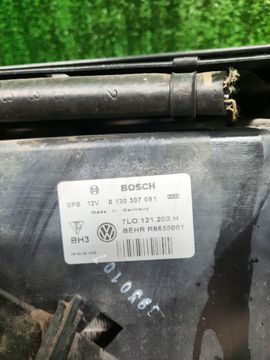 BOSCH
GPB 12V 0 130 307 081
Made in Germany
7L0 121 203 H
BH3
BEHR R8635001